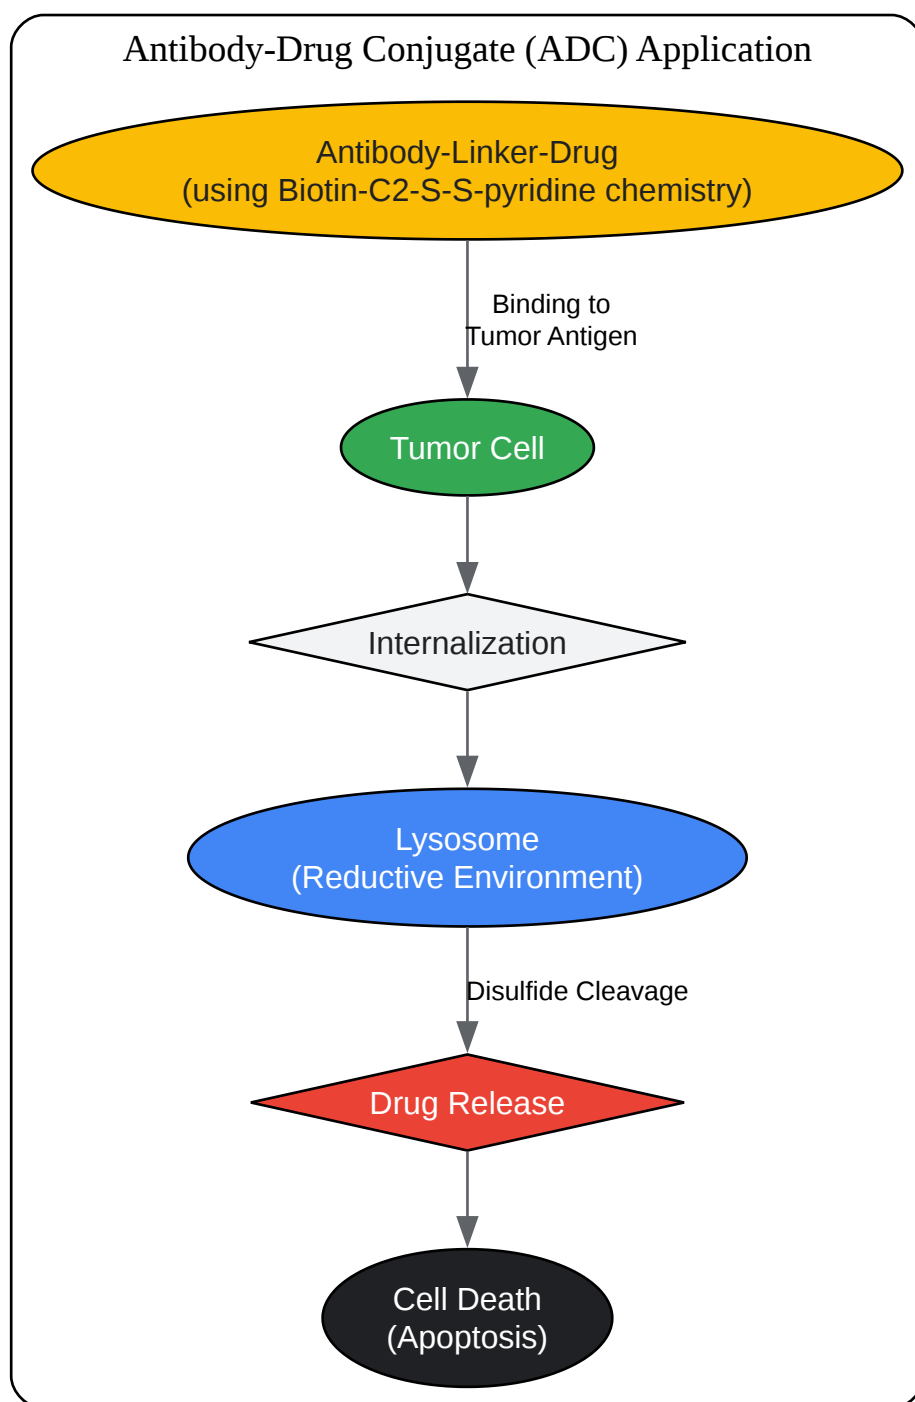 Antibody-Drug Conjugate (ADC) Application
Antibody-Linker-Drug
(using Biotin-C2-S-S-pyridine chemistry)
Binding to
Tumor Antigen
Tumor Cell
Internalization
Lysosome
(Reductive Environment)
Disulfide Cleavage
Drug Release
Cell Death
(Apoptosis)